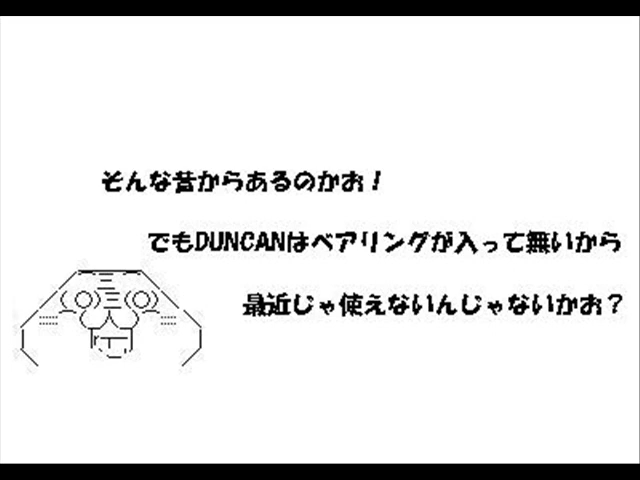 そんな昔からあるのかお！
でもDUNCANはベアリングが入って無いから
最近じゃ使えないんじゃないかお？